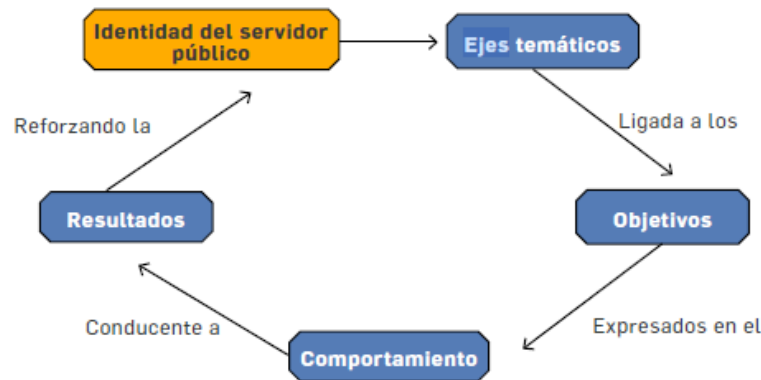 Identidad del servidor
público
Ejes temáticos
Ligada a los
Objetivos
Expresados en el
Comportamiento
Conducente a
Resultados
Reforzando la